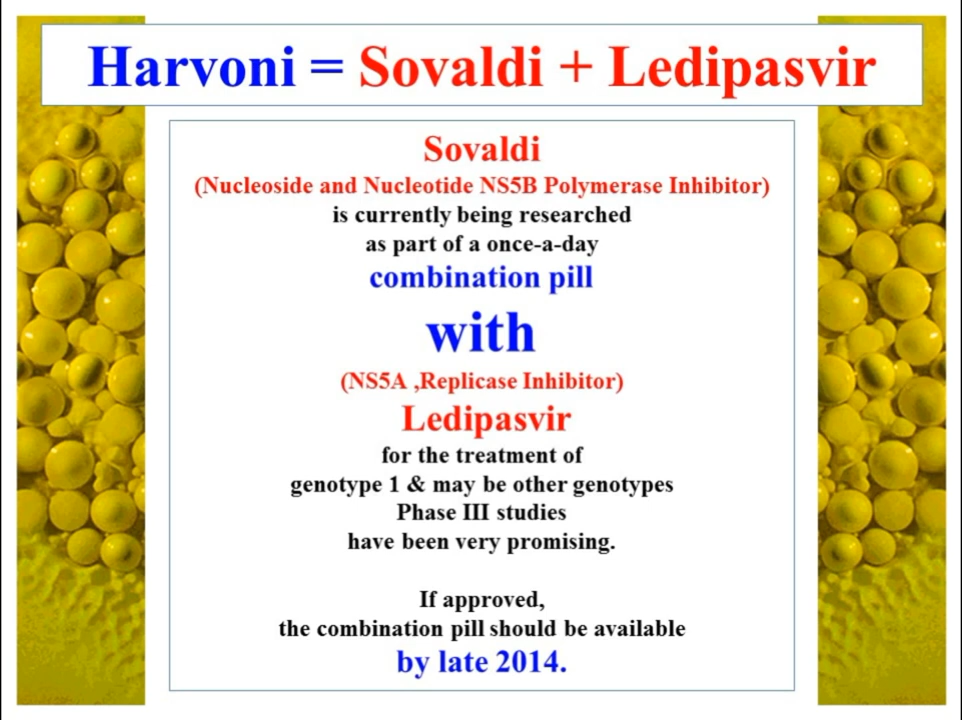 Harvoni = Sovaldi + Ledipasvir
Sovaldi
(Nucleoside and Nucleotide NS5B Polymerase Inhibitor)
is currently being researched
as part of a once-a-day
combination pill
with
(NS5A ,Replicase Inhibitor)
Ledipasvir
for the treatment of
genotype 1 & may be other genotypes
Phase III studies
have been very promising.
If approved,
the combination pill should be available
by late 2014.